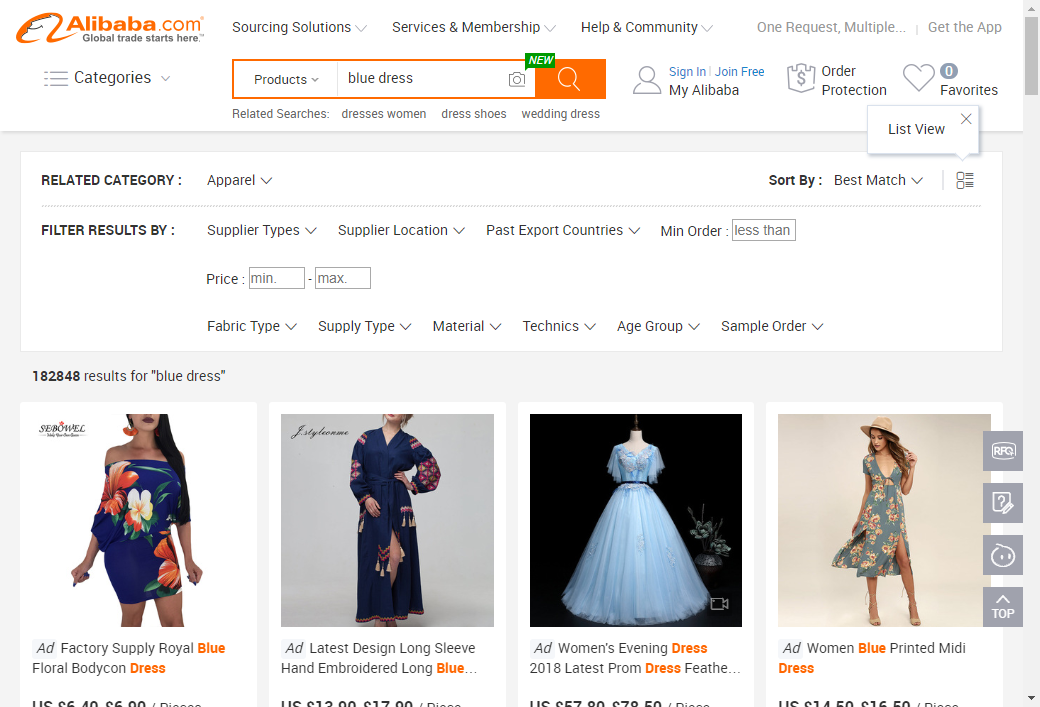 Alibaba.com
Global trade starts here.™
Sourcing Solutions
Services & Membership
Help & Community
One Request, Multiple...
Get the App
Categories
Products
blue dress
NEW
Sign In | Join Free
My Alibaba
Order
Protection
0
Favorites
Related Searches: dresses women dress shoes wedding dress
List View
RELATED CATEGORY :
Apparel
Sort By : Best Match
FILTER RESULTS BY :
Supplier Types
Supplier Location
Past Export Countries
Min Order : less than
Price : min. - max.
Fabric Type
Supply Type
Material
Technics
Age Group
Sample Order
182848 results for "blue dress"
SEBOWEL
J.styleonme
RFQ
TOP
Ad Factory Supply Royal Blue
Floral Bodycon Dress
Ad Latest Design Long Sleeve
Hand Embroidered Long Blue...
Ad Women's Evening Dress
2018 Latest Prom Dress Feathe...
Ad Women Blue Printed Midi
Dress
US $6.40-$6.90 / Pieces
US $13.90-$17.90 / Piece
US $57.80-$78.50 / Piece
US $14.50-$16.50 / Piece